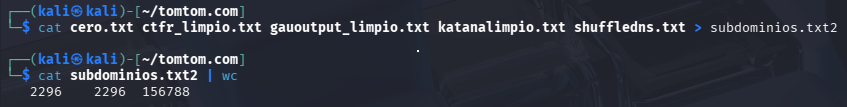 ┌──(kali㉿kali)-[~/tomtom.com]
└─$ cat cero.txt ctfr_limpio.txt gauoutput_limpio.txt katanalimpio.txt shuffledns.txt > subdominios.txt2
┌──(kali㉿kali)-[~/tomtom.com]
└─$ cat subdominios.txt2 | wc
2296    2296  156788